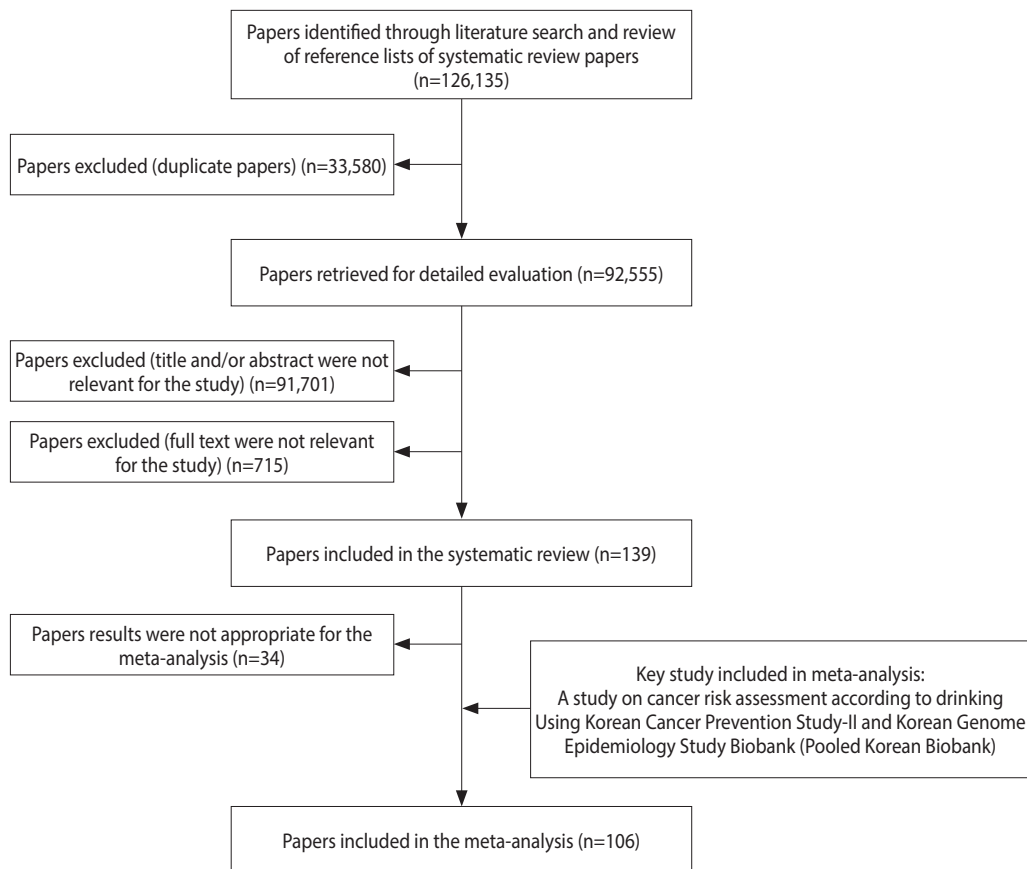 Papers identified through literature search and review
of reference lists of systematic review papers
(n=126,135)
Papers excluded (duplicate papers) (n=33,580)
Papers retrieved for detailed evaluation (n=92,555)
Papers excluded (title and/or abstract were not
relevant for the study) (n=91,701)
Papers excluded (full text were not relevant
for the study) (n=715)
Papers included in the systematic review (n=139)
Papers results were not appropriate for the
meta-analysis (n=34)
Key study included in meta-analysis:
A study on cancer risk assessment according to drinking
Using Korean Cancer Prevention Study-II and Korean Genome
Epidemiology Study Biobank (Pooled Korean Biobank)
Papers included in the meta-analysis (n=106)